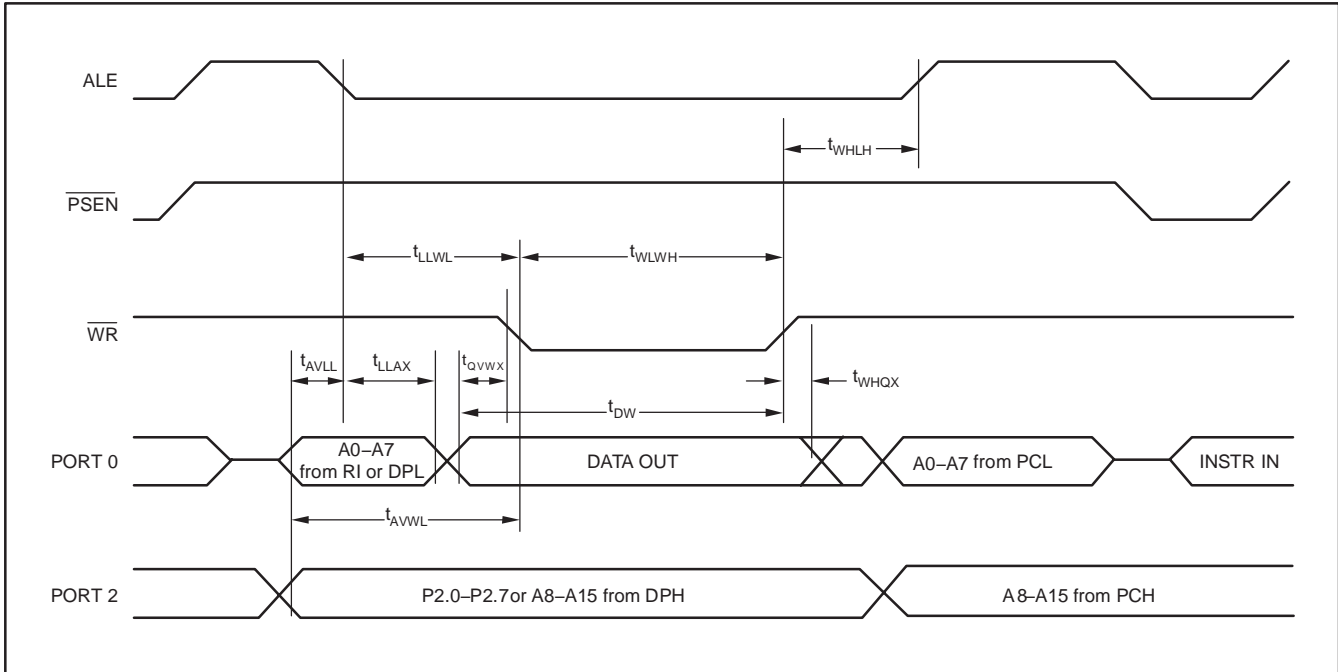 ALE
tWHLH
PSEN
tLLWL
tWLWH
WR
tAVLL
tLLAX
tQVWX
tWHQX
tDW
PORT 0
A0–A7
from RI or DPL
DATA OUT
A0–A7 from PCL
INSTR IN
tAVWL
PORT 2
P2.0–P2.7or A8–A15 from DPH
A8–A15 from PCH